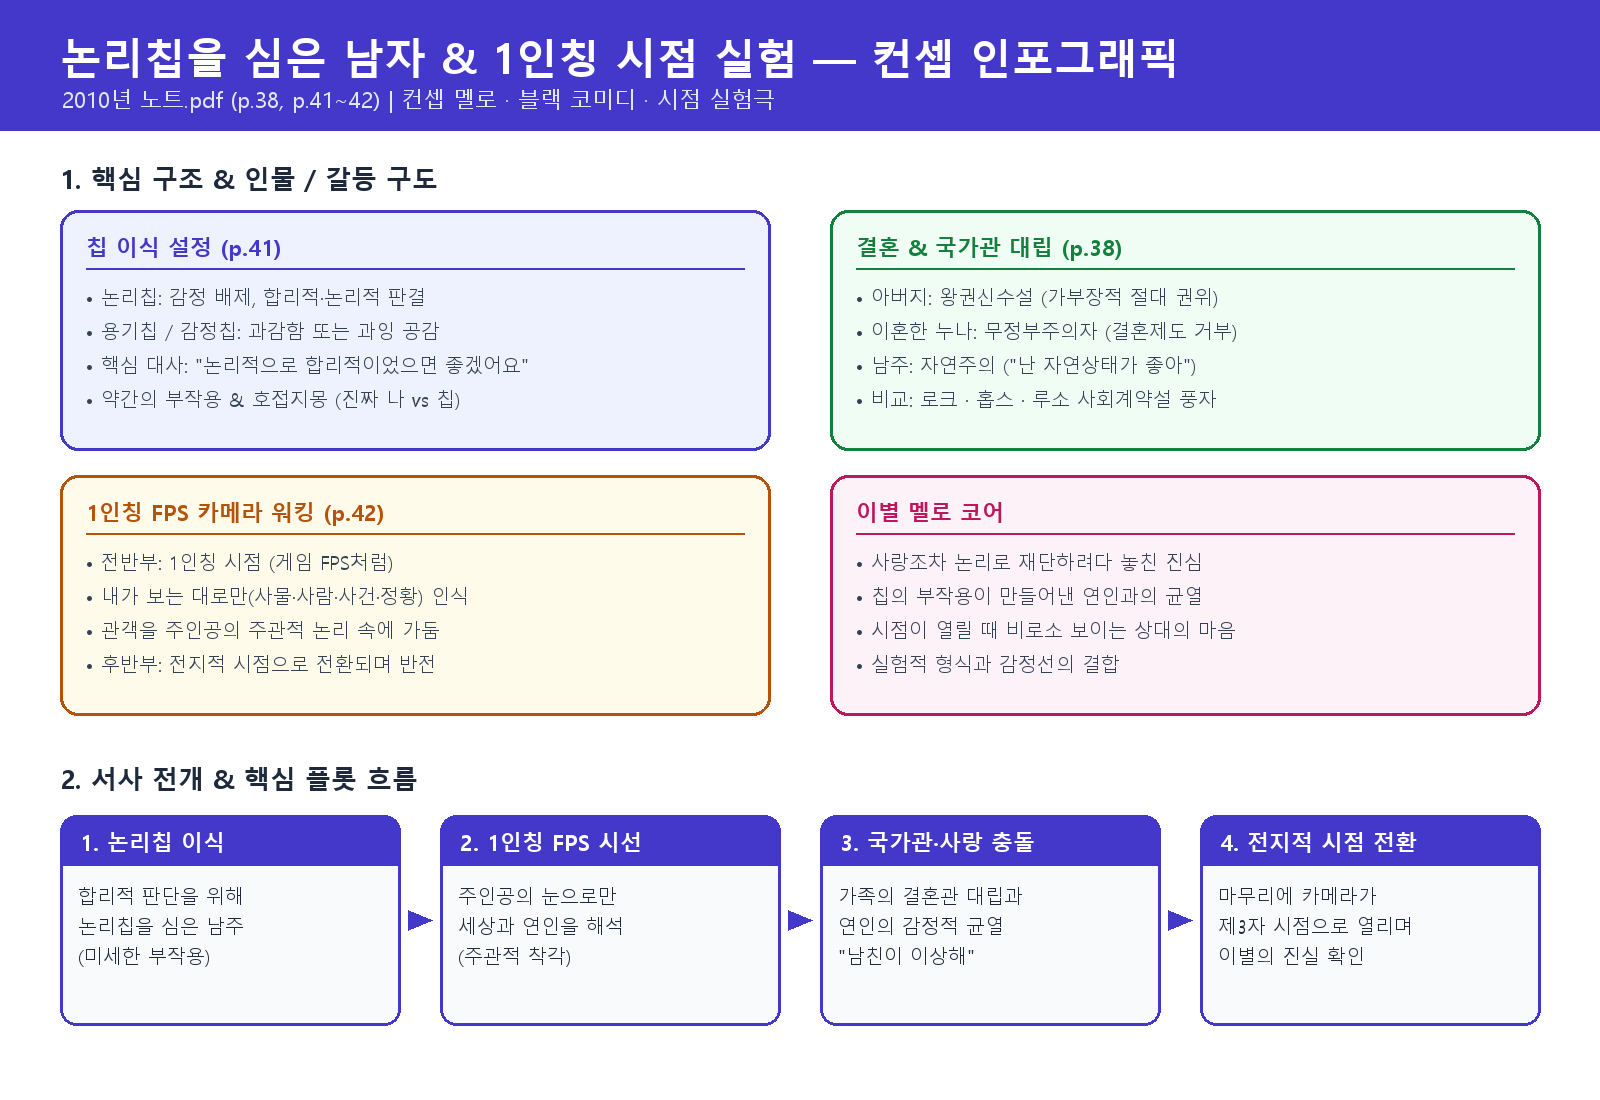 논리칩을 심은 남자 & 1인칭 시점 실험 — 컨셉 인포그래픽
2010년 노트.pdf (p.38, p.41~42) | 컨셉 멜로 · 블랙 코미디 · 시점 실험극
1. 핵심 구조 & 인물 / 갈등 구도
칩 이식 설정 (p.41)
• 논리칩: 감정 배제, 합리적·논리적 판결
• 용기칩 / 감정칩: 과감함 또는 과잉 공감
• 핵심 대사: "논리적으로 합리적이었으면 좋겠어요"
• 약간의 부작용 & 호접지몽 (진짜 나 vs 칩)
결혼 & 국가관 대립 (p.38)
• 아버지: 왕권신수설 (가부장적 절대 권위)
• 이혼한 누나: 무정부주의자 (결혼제도 거부)
• 남주: 자연주의 ("난 자연상태가 좋아")
• 비교: 로크 · 홉스 · 루소 사회계약설 풍자
1인칭 FPS 카메라 워킹 (p.42)
• 전반부: 1인칭 시점 (게임 FPS처럼)
• 내가 보는 대로만(사물·사람·사건·정황) 인식
• 관객을 주인공의 주관적 논리 속에 가둠
• 후반부: 전지적 시점으로 전환되며 반전
이별 멜로 코어
• 사랑조차 논리로 재단하려다 놓친 진심
• 칩의 부작용이 만들어낸 연인과의 균열
• 시점이 열릴 때 비로소 보이는 상대의 마음
• 실험적 형식과 감정선의 결합
2. 서사 전개 & 핵심 플롯 흐름
1. 논리칩 이식
합리적 판단을 위해
논리칩을 심은 남주
(미세한 부작용)
2. 1인칭 FPS 시선
주인공의 눈으로만
세상과 연인을 해석
(주관적 착각)
3. 국가관·사랑 충돌
가족의 결혼관 대립과
연인의 감정적 균열
"남친이 이상해"
4. 전지적 시점 전환
마무리에 카메라가
제3자 시점으로 열리며
이별의 진실 확인